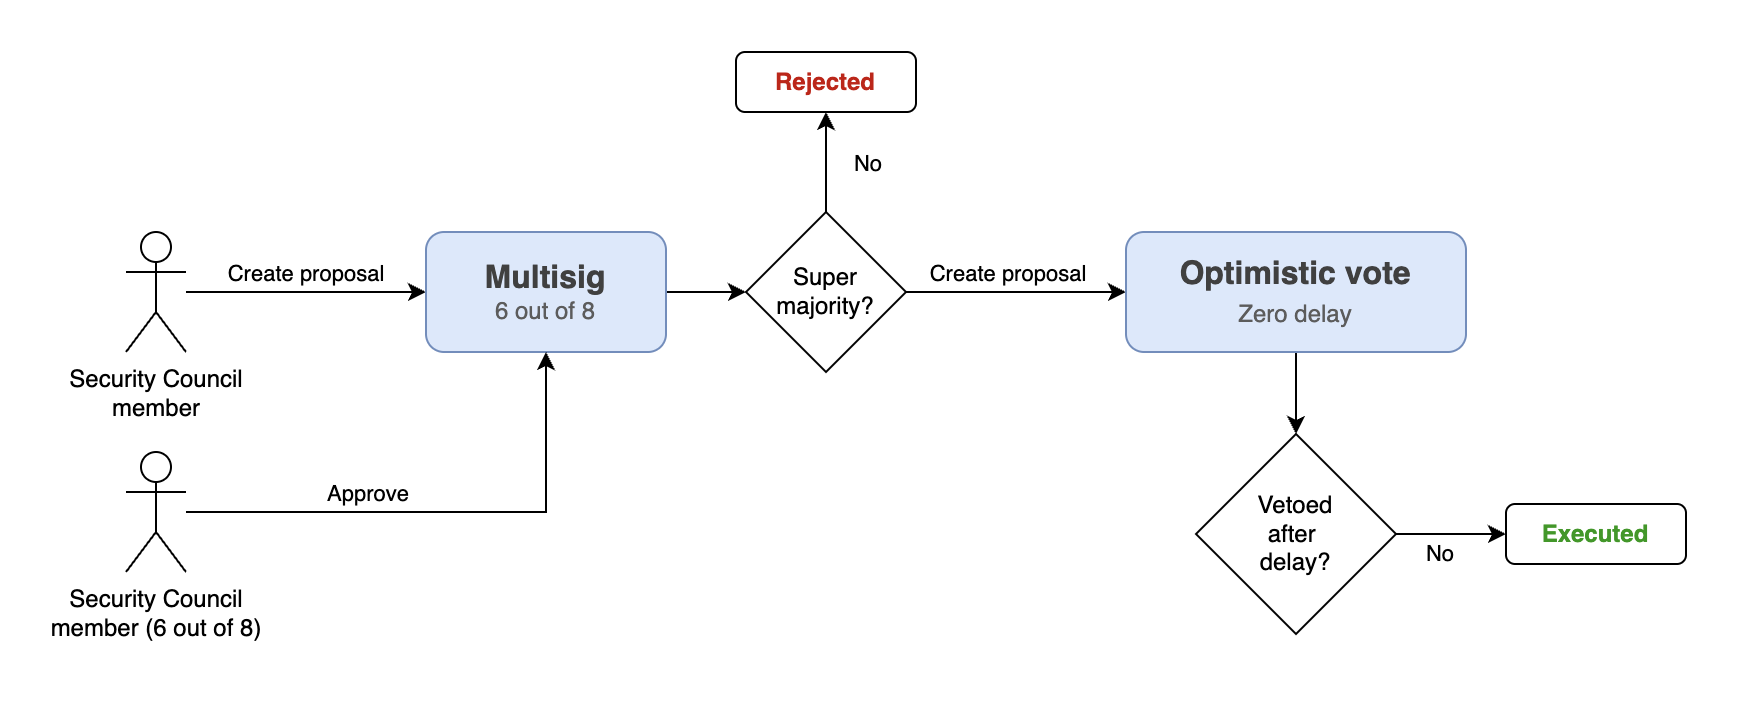 Rejected
No
Create proposal
Multisig
6 out of 8
Super
majority?
Create proposal
Optimistic vote
Zero delay
Security Council
member
Approve
Vetoed
after
delay?
No
Executed
Security Council
member (6 out of 8)